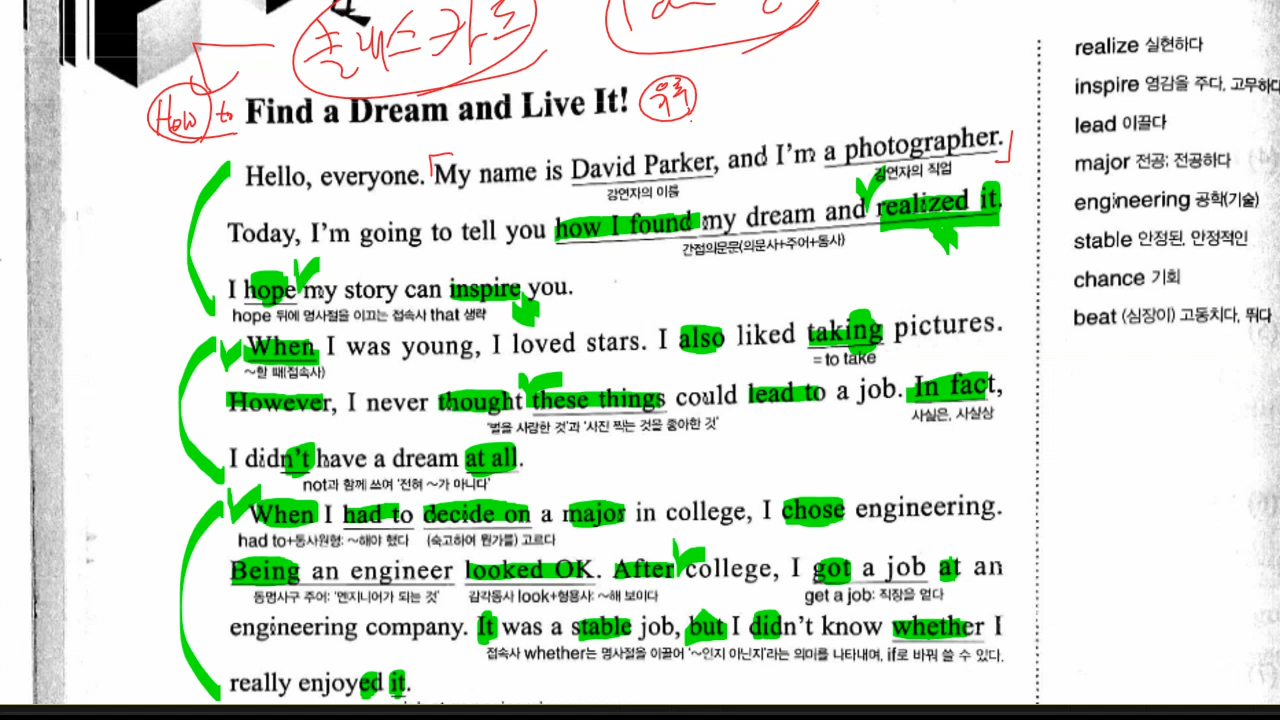 졸래스카르
How to Find a Dream and Live It!
Hello, everyone. My name is David Parker, and I'm a photographer.
강연자의 이름
강연자의 직업
Today, I'm going to tell you how I found my dream and realized it.
간접의문문(의문사+주어+동사)
I hope my story can inspire you.
hope 뒤에 명사절을 이끄는 접속사 that 생략
When I was young, I loved stars. I also liked taking pictures.
~할 때(접속사)
= to take
However, I never thought these things could lead to a job. In fact,
'별을 사랑한 것'과 '사진 찍는 것을 좋아한 것'
사실은, 사실상
I didn't have a dream at all.
not과 함께 쓰여 '전혀 ~가 아니다'
When I had to decide on a major in college, I chose engineering.
had to+동사원형: ~해야 했다
(숙고하여 뭔가를) 고르다
Being an engineer looked OK. After college, I got a job at an
동명사구 주어: '엔지니어가 되는 것'
감각동사 look+형용사: ~해 보이다
get a job: 직장을 얻다
engineering company. It was a stable job, but I didn't know whether I
접속사 whether는 명사절을 이끌어 '~인지 아닌지'라는 의미를 나타내며, if로 바꿔 쓸 수 있다.
really enjoyed it.
realize 실현하다
inspire 영감을 주다, 고무하다
lead 이끌다
major 전공; 전공하다
engineering 공학(기술)
stable 안정된, 안정적인
chance 기회
beat (심장이) 고동치다, 뛰다